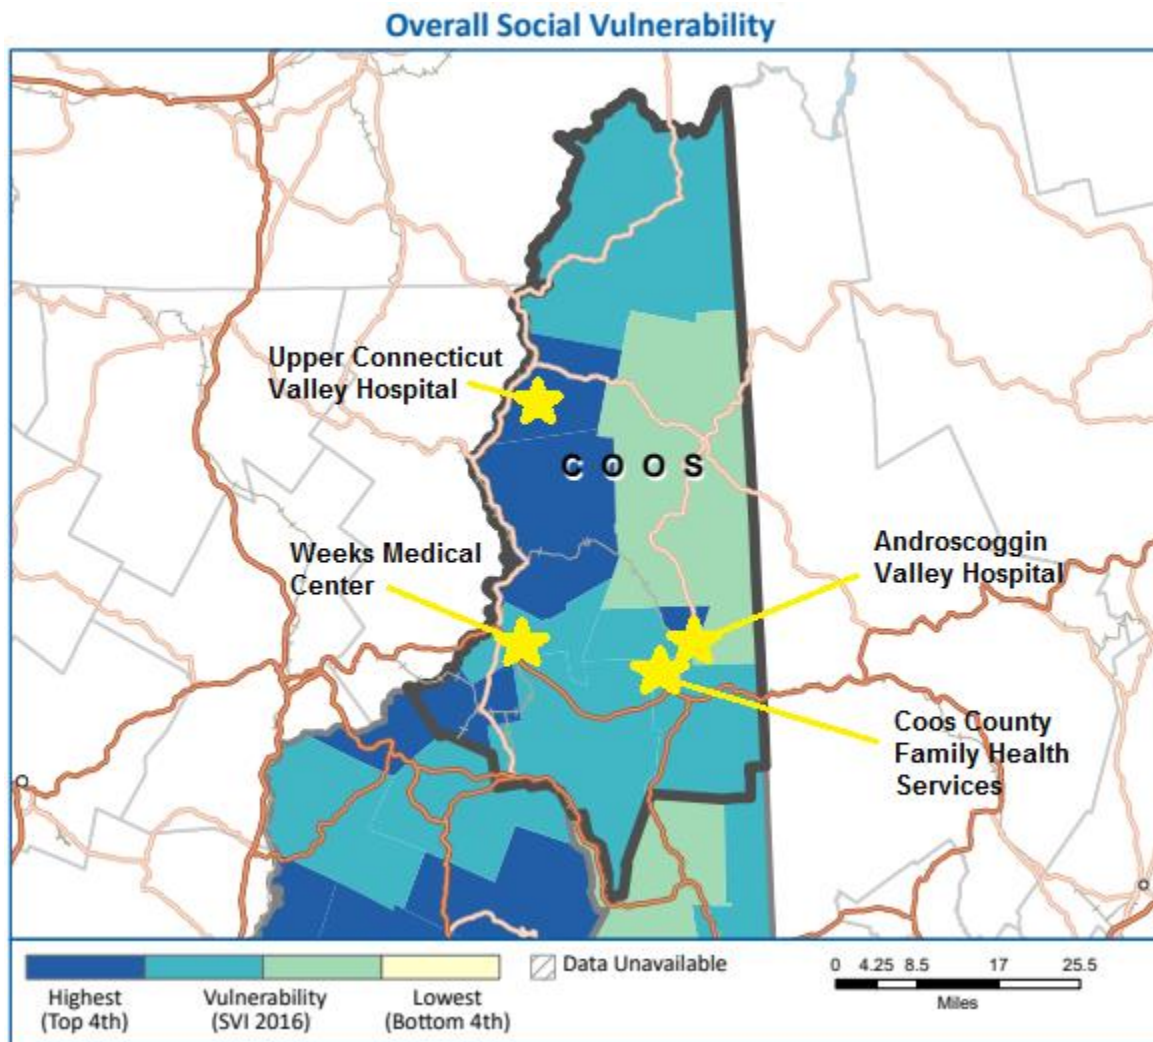 Overall Social Vulnerability
Upper Connecticut
Valley Hospital
C O O S
Weeks Medical
Center
Androscoggin
Valley Hospital
Coos County
Family Health
Services
Highest
(Top 4th)
Vulnerability
(SVI 2016)
Lowest
(Bottom 4th)
Data Unavailable
0 4.25 8.5 17 25.5
Miles